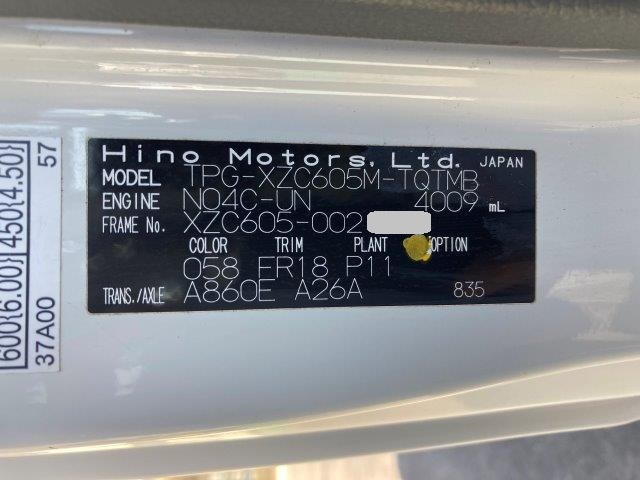 Hino Motors, Ltd. JAPAN
MODEL TPG-XZC605M-TQTMB
ENGINE N04C-UN 4009 mL
FRAME No. XZC605-002
COLOR TRIM PLANT OPTION
058 FR18 P11
TRANS./AXLE A860E A26A 835
600(6.00) 450(4.50) 57
37A00